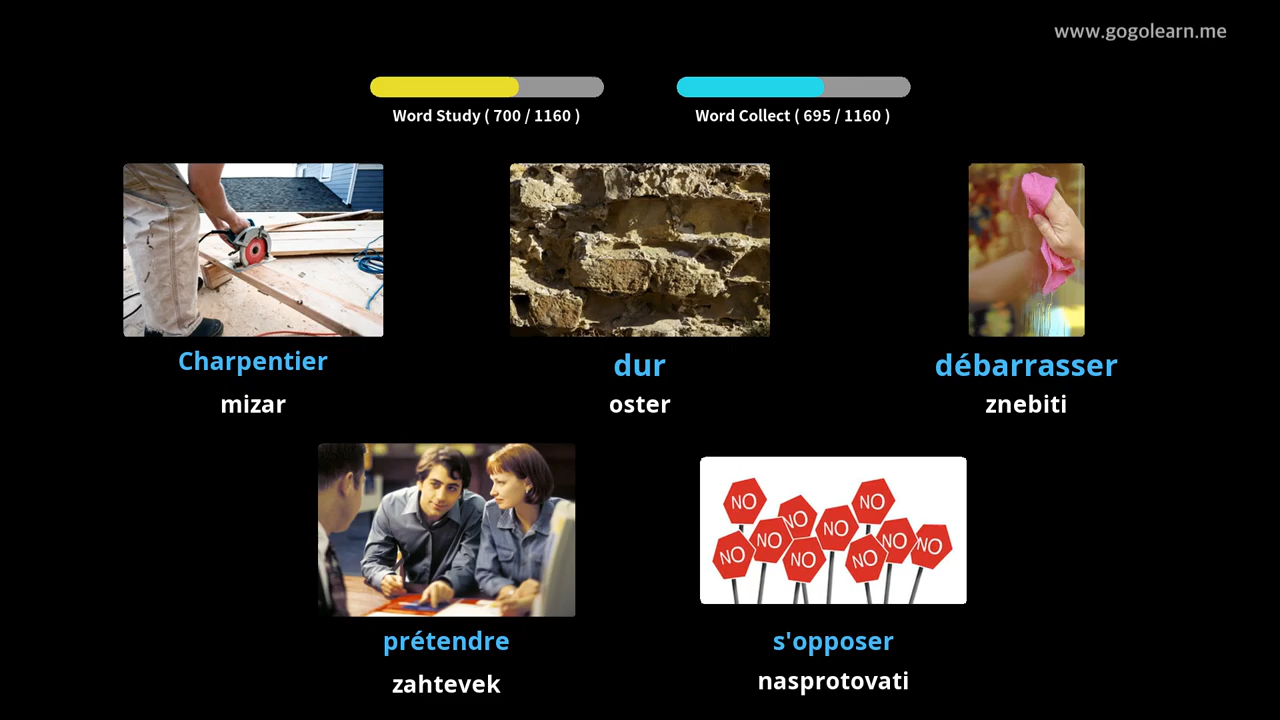 www.gogolearn.me
Word Study ( 700 / 1160 )
Word Collect ( 695 / 1160 )
Charpentier
dur
débarrasser
mizar
oster
znebiti
NO
NO
NO
NO
NO
NO
NO
NO
NO
NO
prétendre
s'opposer
zahtevek
nasprotovati